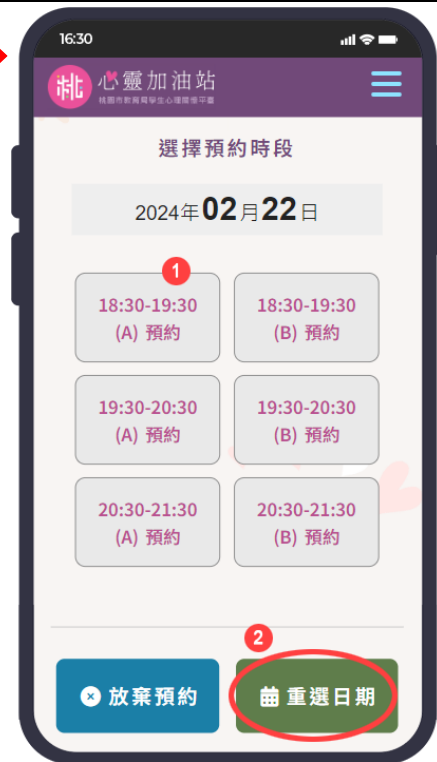 16:30
桃 心靈加油站
桃園市教育局學生心理關懷平臺
選擇預約時段
2024年02月22日
1
18:30-19:30
(A) 預約
18:30-19:30
(B) 預約
19:30-20:30
(A) 預約
19:30-20:30
(B) 預約
20:30-21:30
(A) 預約
20:30-21:30
(B) 預約
2
放棄預約
重選日期